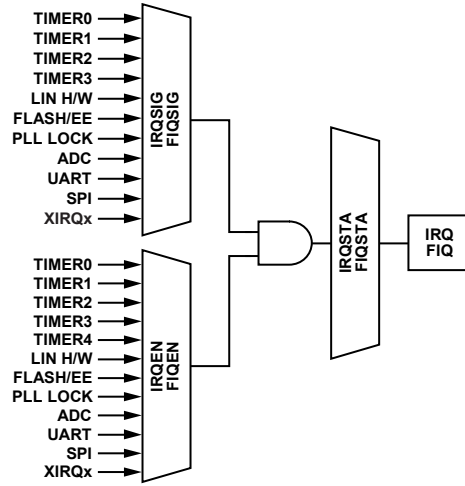 TIMER0
TIMER1
TIMER2
TIMER3
LIN H/W
FLASH/EE
PLL LOCK
ADC
UART
SPI
XIRQx
IRQSIG
FIQSIG
TIMER0
TIMER1
TIMER2
TIMER3
TIMER4
LIN H/W
FLASH/EE
PLL LOCK
ADC
UART
SPI
XIRQx
IRQEN
FIQEN
IRQSTA
FIQSTA
IRQ
FIQ